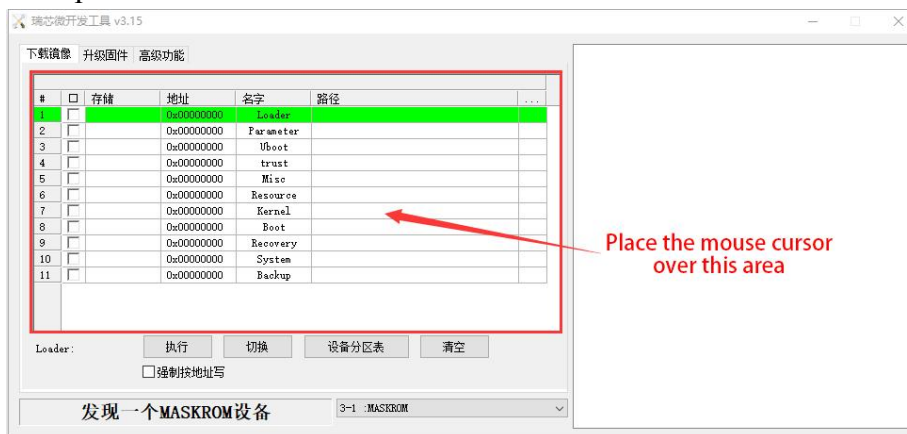 瑞芯微开发工具 v3.15
下载镜像 升级固件 高级功能
# 存储 地址 名字 路径 ...
1 0x00000000 Loader
2 0x00000000 Parameter
3 0x00000000 Uboot
4 0x00000000 trust
5 0x00000000 Misc
6 0x00000000 Resource
7 0x00000000 Kernel
8 0x00000000 Boot
9 0x00000000 Recovery
10 0x00000000 System
11 0x00000000 Backup
Place the mouse cursor
over this area
Loader: 执行 切换 设备分区表 清空
强制按地址写
发现一个MASKROM设备 3-1 :MASKROM